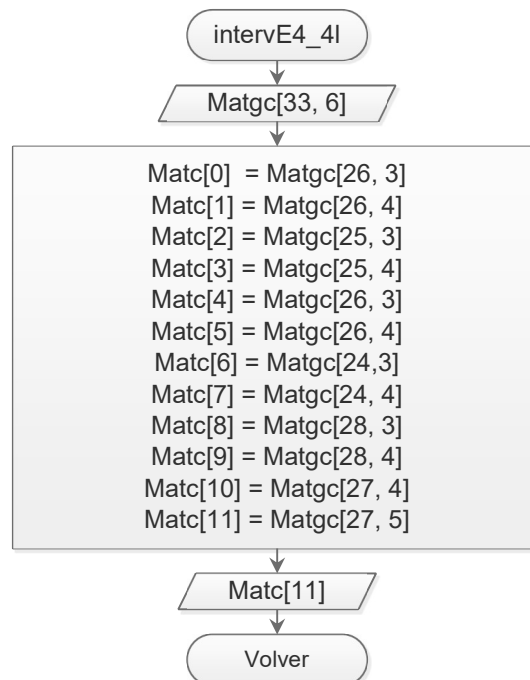 intervE4_4I
Matgc[33, 6]
Matc[0]  = Matgc[26, 3]
Matc[1] = Matgc[26, 4]
Matc[2] = Matgc[25, 3]
Matc[3] = Matgc[25, 4]
Matc[4] = Matgc[26, 3]
Matc[5] = Matgc[26, 4]
Matc[6] = Matgc[24,3]
Matc[7] = Matgc[24, 4]
Matc[8] = Matgc[28, 3]
Matc[9] = Matgc[28, 4]
Matc[10] = Matgc[27, 4]
Matc[11] = Matgc[27, 5]
Matc[11]
Volver